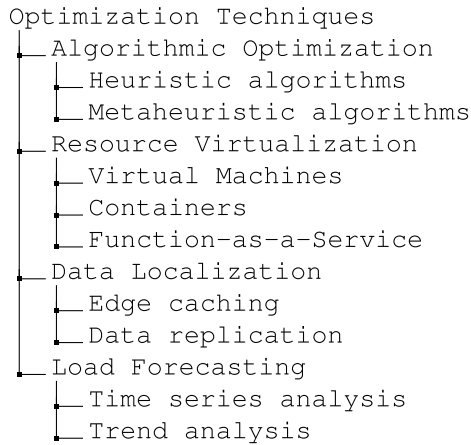 Optimization Techniques
Algorithmic Optimization
Heuristic algorithms
Metaheuristic algorithms
Resource Virtualization
Virtual Machines
Containers
Function-as-a-Service
Data Localization
Edge caching
Data replication
Load Forecasting
Time series analysis
Trend analysis